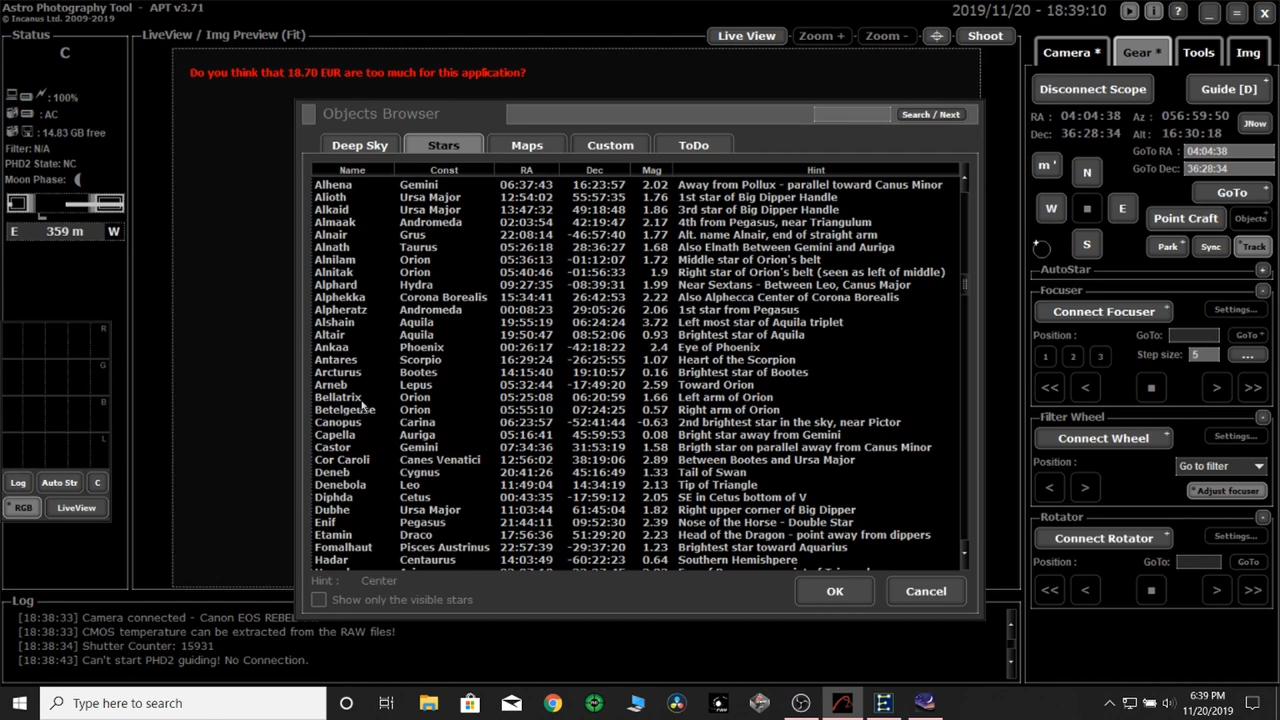 Astro Photography Tool - APT v3.71
© Incanus Ltd. 2009-2019
2019/11/20 - 18:39:10
i ? _ = X
Status
C
: 100%
: AC
: 14.83 GB free
Filter: N/A
PHD2 State: NC
Moon Phase:
E 359 m W
R
G
B
L
Log Auto Str C
RGB LiveView
LiveView / Img Preview (Fit)
Live View Zoom + Zoom - Shoot
Do you think that 18.70 EUR are too much for this application?
Objects Browser Search / Next
Deep Sky Stars Maps Custom ToDo
Name Const RA Dec Mag Hint
Alhena Gemini 06:37:43 16:23:57 2.02 Away from Pollux - parallel toward Canus Minor
Alioth Ursa Major 12:54:02 55:57:35 1.76 1st star of Big Dipper Handle
Alkaid Ursa Major 13:47:32 49:18:48 1.86 3rd star of Big Dipper Handle
Almaak Andromeda 02:03:54 42:19:47 2.17 4th from Pegasus, near Triangulum
Alnair Grus 22:08:14 -46:57:40 1.77 Alt. name Alnair, end of straight arm
Alnath Taurus 05:26:18 28:36:27 1.68 Also Elnath Between Gemini and Auriga
Alnilam Orion 05:36:13 -01:12:07 1.72 Middle star of Orion's belt
Alnitak Orion 05:40:46 -01:56:33 1.9 Right star of Orion's belt (seen as left of middle)
Alphard Hydra 09:27:35 -08:39:31 1.99 Near Sextans - Between Leo, Canus Major
Alphekka Corona Borealis 15:34:41 26:42:53 2.22 Also Alphecca Center of Corona Borealis
Alpheratz Andromeda 00:08:23 29:05:26 2.06 1st star from Pegasus
Alshain Aquila 19:55:19 06:24:24 3.72 Left most star of Aquila triplet
Altair Aquila 19:50:47 08:52:06 0.93 Brightest star of Aquila
Ankaa Phoenix 00:26:17 -42:18:22 2.4 Eye of Phoenix
Antares Scorpio 16:29:24 -26:25:55 1.07 Heart of the Scorpion
Arcturus Bootes 14:15:40 19:10:57 0.16 Brightest star of Bootes
Arneb Lepus 05:32:44 -17:49:20 2.59 Toward Orion
Bellatrix Orion 05:25:08 06:20:59 1.66 Left arm of Orion
Betelgeuse Orion 05:55:10 07:24:25 0.57 Right arm of Orion
Canopus Carina 06:23:57 -52:41:44 -0.63 2nd brightest star in the sky, near Pictor
Capella Auriga 05:16:41 45:59:53 0.08 Bright star away from Gemini
Castor Gemini 07:34:36 31:53:19 1.58 Brigth star on parallel away from Canus Minor
Cor Caroli Canes Venatici 12:56:02 38:19:06 2.89 Between Bootes and Ursa Major
Deneb Cygnus 20:41:26 45:16:49 1.33 Tail of Swan
Denebola Leo 11:49:04 14:34:19 2.13 Tip of Triangle
Diphda Cetus 00:43:35 -17:59:12 2.05 SE in Cetus bottom of V
Dubhe Ursa Major 11:03:44 61:45:04 1.82 Right upper corner of Big Dipper
Enif Pegasus 21:44:11 09:52:30 2.39 Nose of the Horse - Double Star
Etamin Draco 17:56:36 51:29:20 2.23 Head of the Dragon - point away from dippers
Fomalhaut Pisces Austrinus 22:57:39 -29:37:20 1.23 Brightest star toward Aquarius
Hadar Centaurus 14:03:49 -60:22:23 0.64 Southern Hemishpere
Hint : Center
Show only the visible stars
OK Cancel
Log
[18:38:33] Camera connected - Canon EOS REBEL
[18:38:33] CMOS temperature can be extracted from the RAW files!
[18:38:34] Shutter Counter: 15931
[18:38:43] Can't start PHD2 guiding! No Connection.
Camera * Gear * Tools Img
Disconnect Scope Guide [D]
RA : 04:04:38 Az : 056:59:50
Dec: 36:28:34 Alt : 16:30:18 JNow
GoTo RA : 04:04:38
GoTo Dec: 36:28:34
m ' N GoTo
W E Point Craft Objects
S Park Sync Track
AutoStar
Focuser
Connect Focuser Settings...
Position : GoTo: GoTo
1 2 3 Step size: 5 ...
<< < > >>
Filter Wheel
Connect Wheel Settings...
Position : Go to filter
< > Adjust focuser
Rotator
Connect Rotator Settings...
Position : GoTo: GoTo
<< < > >>
Type here to search
6:39 PM
11/20/2019